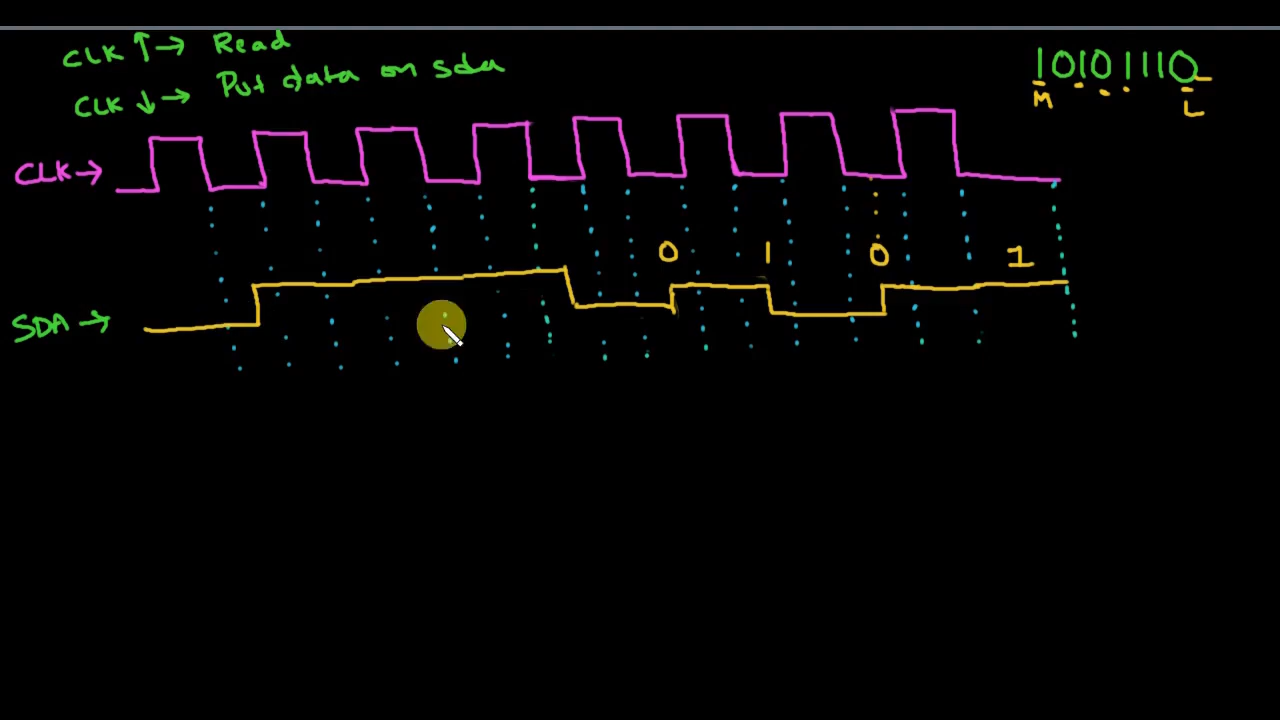 CLK ↑→ Read
CLK ↓→ Put data on sda
10101110
M L
CLK→
0 1 0 1
SDA→